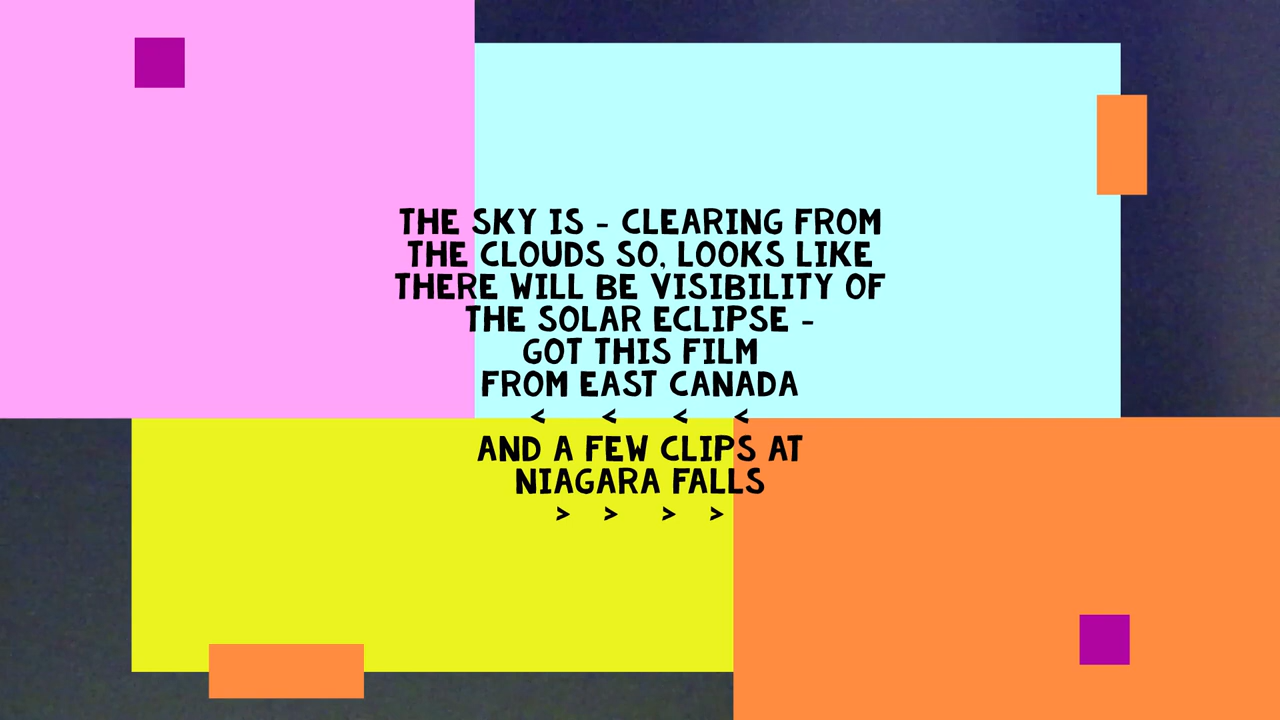 THE SKY IS - CLEARING FROM
THE CLOUDS SO, LOOKS LIKE
THERE WILL BE VISIBILITY OF
THE SOLAR ECLIPSE -
GOT THIS FILM
FROM EAST CANADA
< < < <
AND A FEW CLIPS AT
NIAGARA FALLS
> > > >